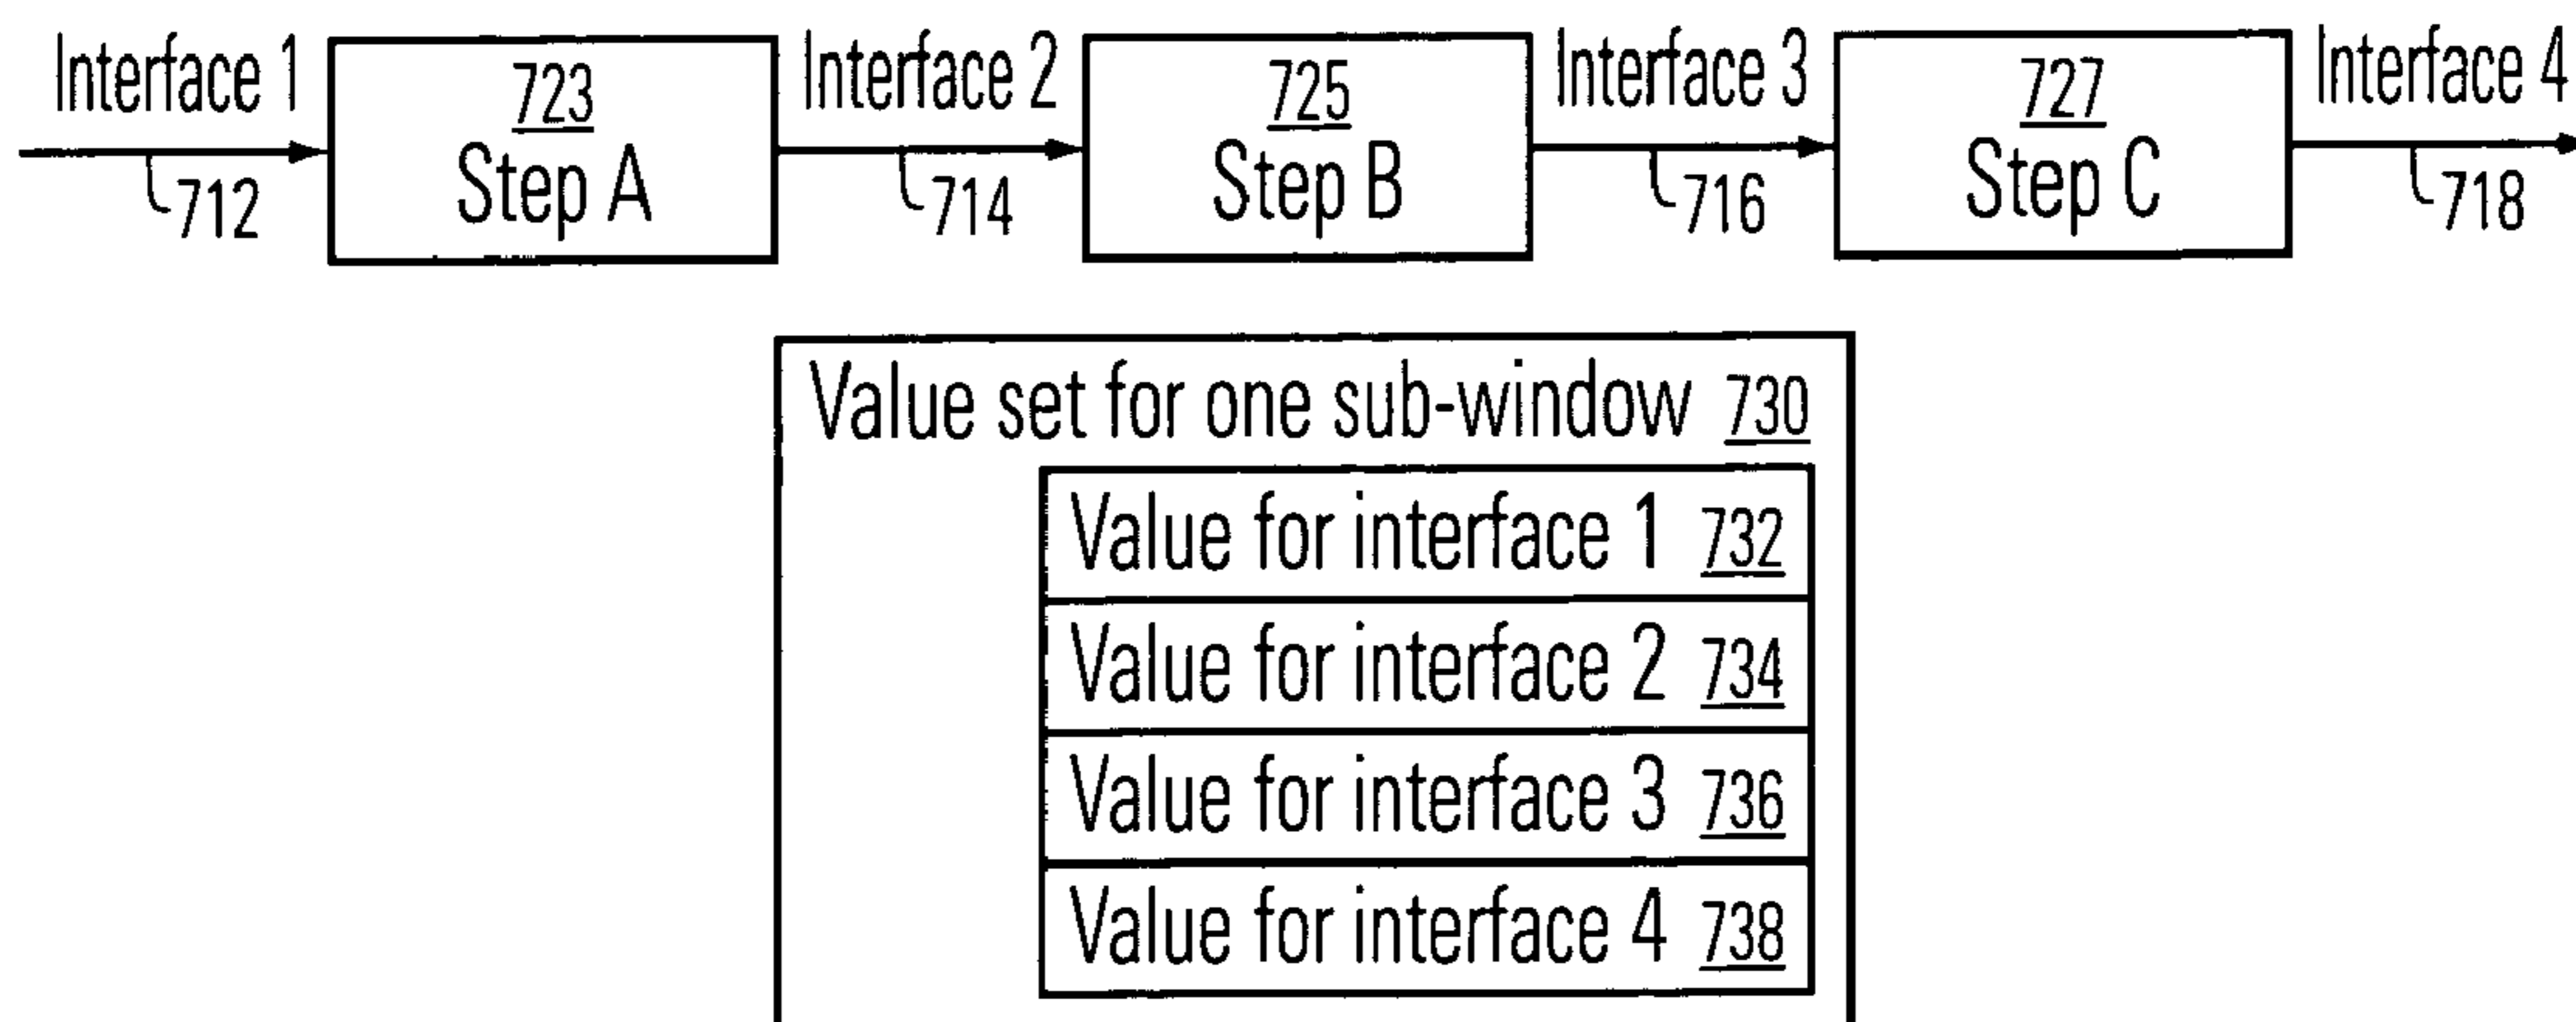 Interface 1
723
Step A
712
Interface 2
714
725
Step B
Interface 3
716
727
Step C
Interface 4
718
Value set for one sub-window 730
Value for interface 1 732
Value for interface 2 734
Value for interface 3 736
Value for interface 4 738